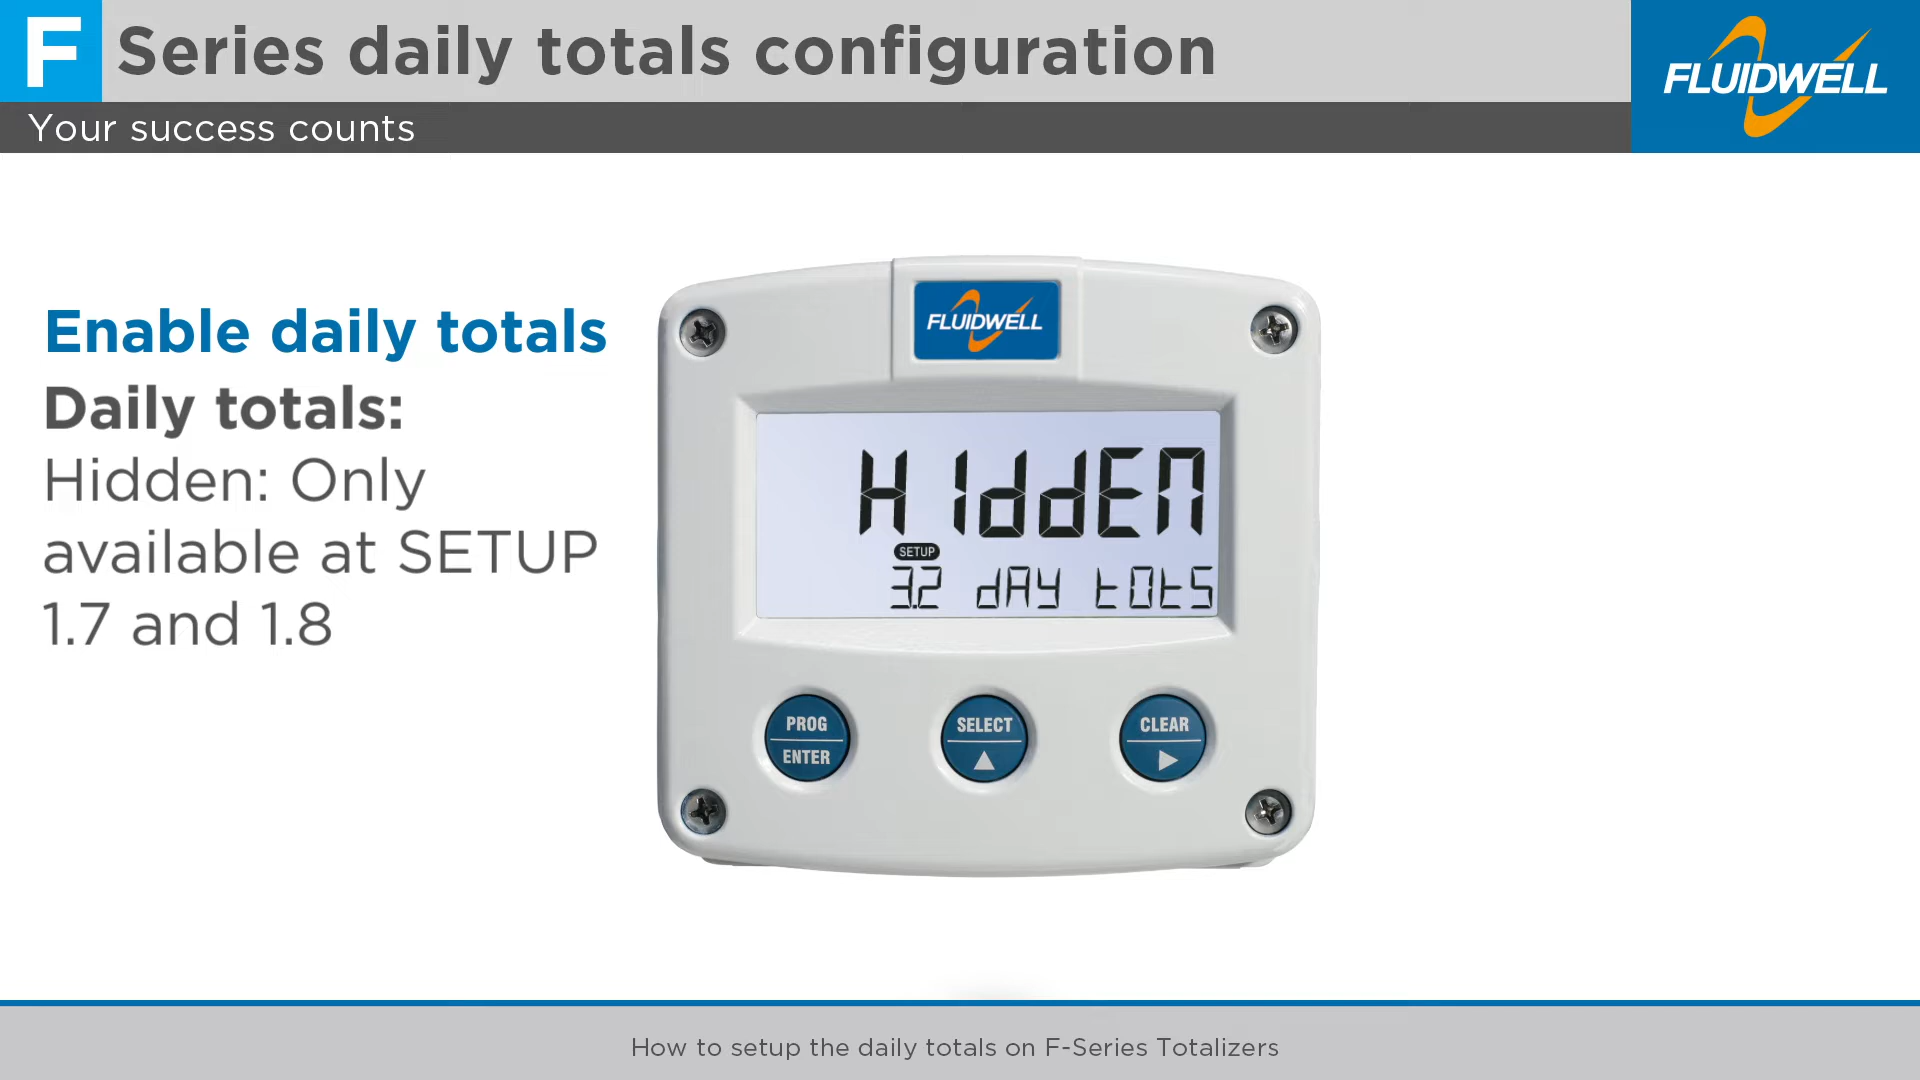 F Series daily totals configuration
FLUIDWELL
Your success counts
Enable daily totals
Daily totals:
Hidden: Only
available at SETUP
1.7 and 1.8
FLUIDWELL
HIddEN
SETUP
3.2 dAY tOtS
PROG
ENTER
SELECT
CLEAR
How to setup the daily totals on F-Series Totalizers